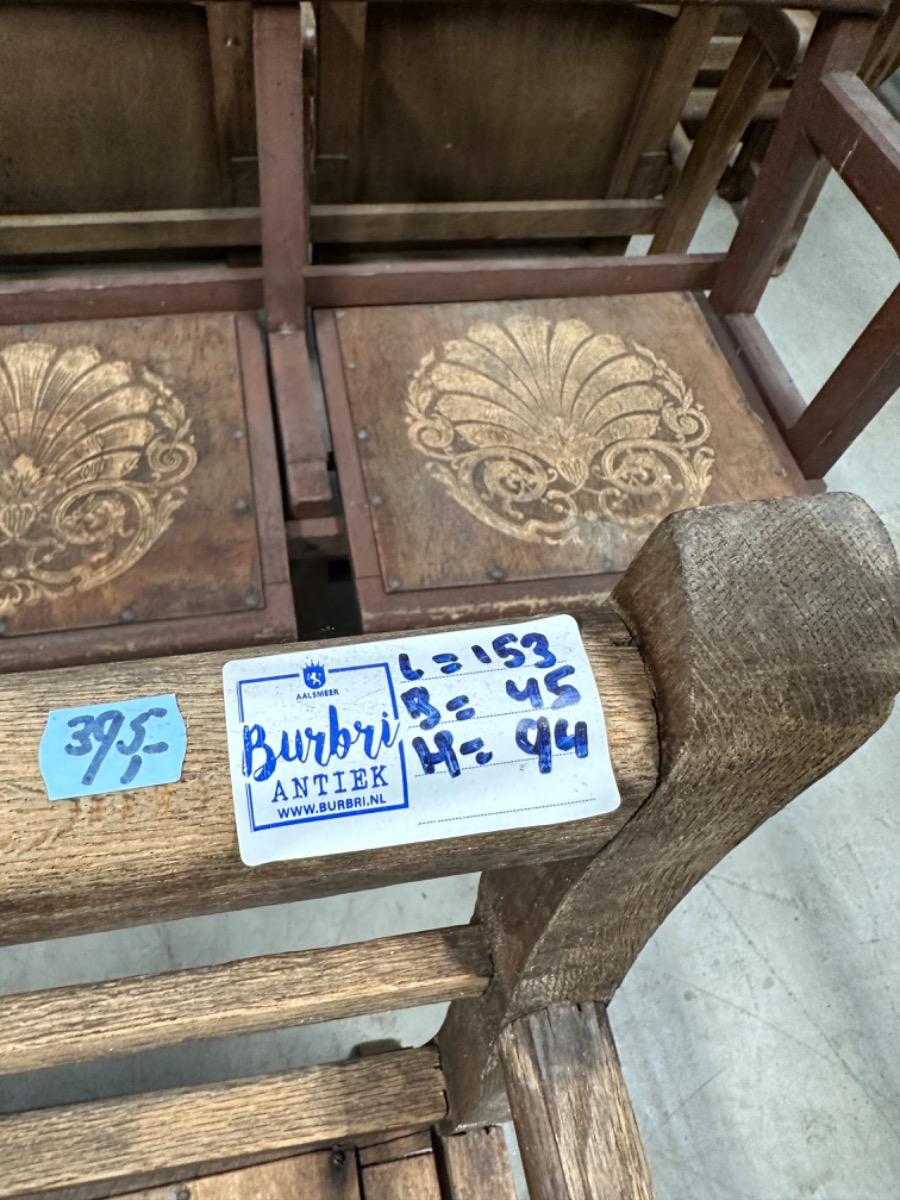 395,-
AALSMEER
Burbri
ANTIEK
WWW.BURBRI.NL
L=153
B= 45
H= 94